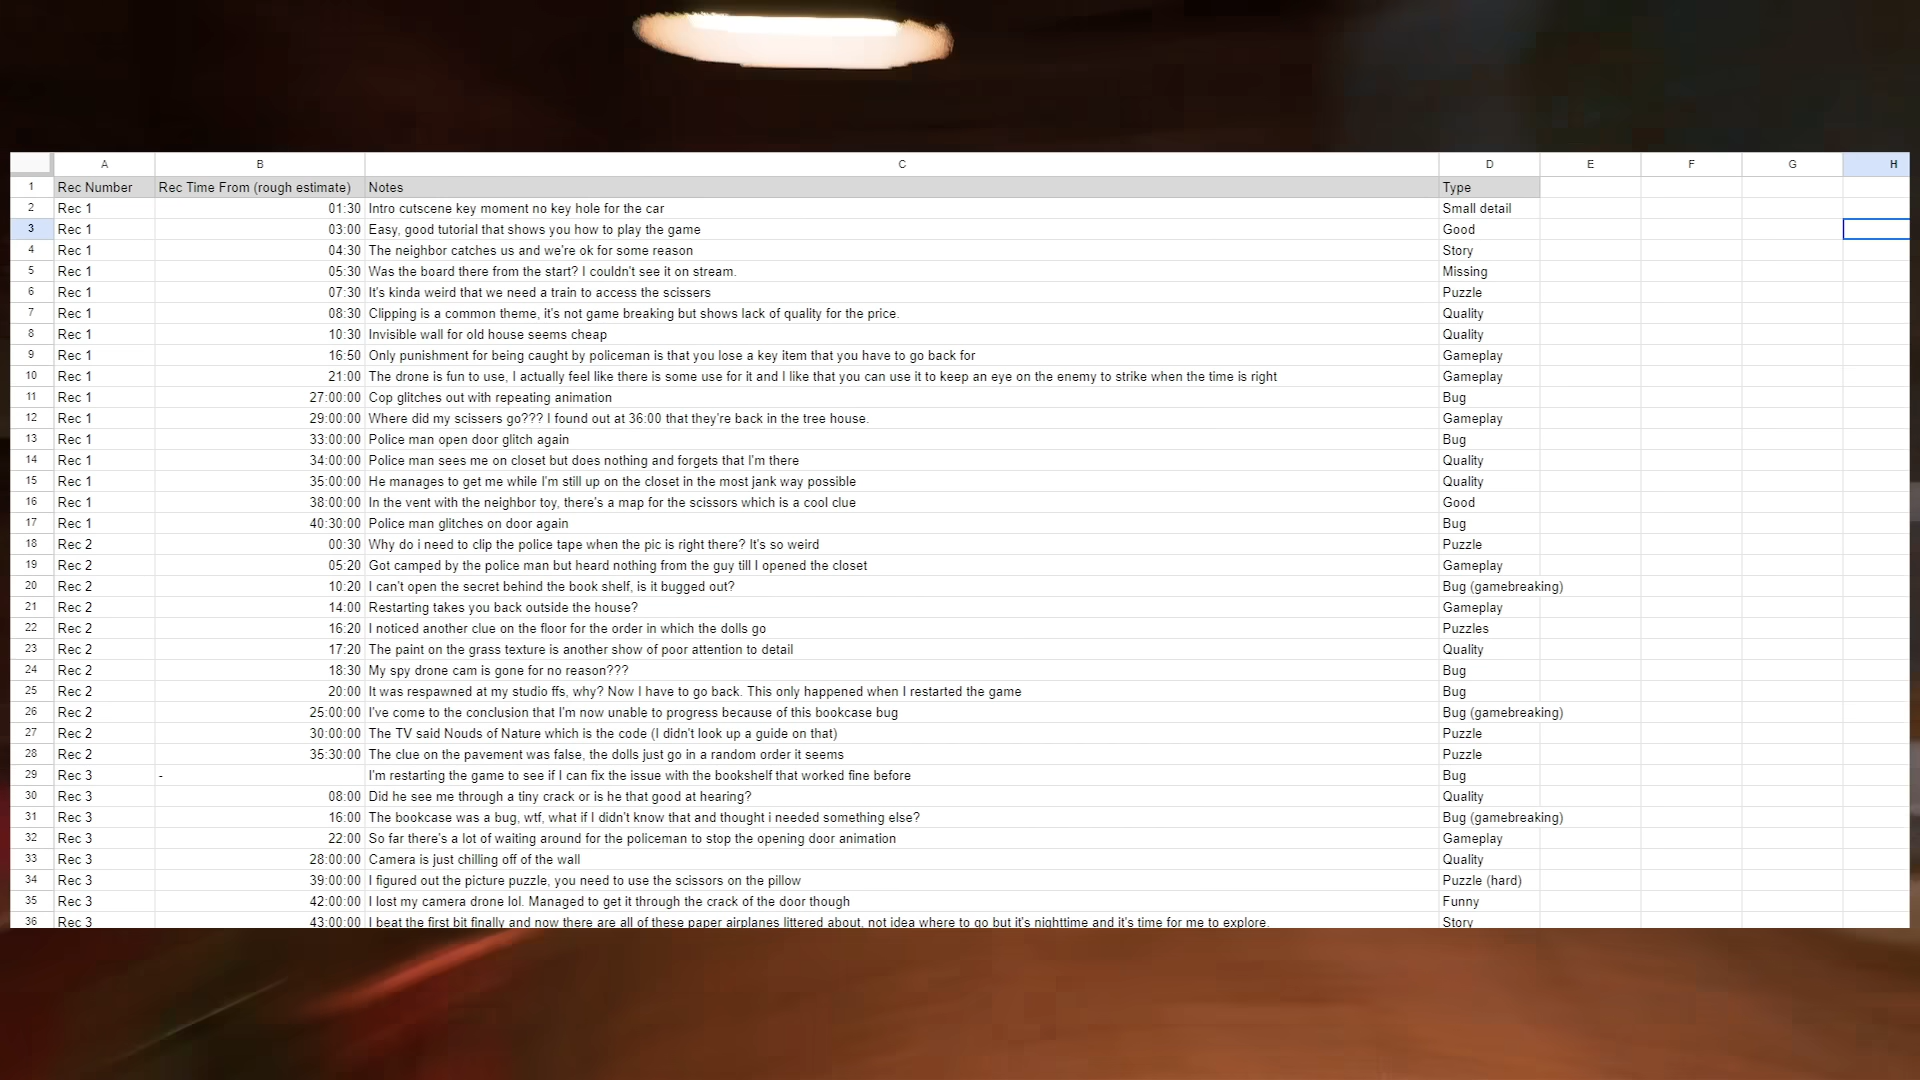 A B C D E F G H
1 Rec Number Rec Time From (rough estimate) Notes Type
2 Rec 1 01:30 Intro cutscene key moment no key hole for the car Small detail
3 Rec 1 03:00 Easy, good tutorial that shows you how to play the game Good
4 Rec 1 04:30 The neighbor catches us and we're ok for some reason Story
5 Rec 1 05:30 Was the board there from the start? I couldn't see it on stream. Missing
6 Rec 1 07:30 It's kinda weird that we need a train to access the scissors Puzzle
7 Rec 1 08:30 Clipping is a common theme, it's not game breaking but shows lack of quality for the price. Quality
8 Rec 1 10:30 Invisible wall for old house seems cheap Quality
9 Rec 1 16:50 Only punishment for being caught by policeman is that you lose a key item that you have to go back for Gameplay
10 Rec 1 21:00 The drone is fun to use, I actually feel like there is some use for it and I like that you can use it to keep an eye on the enemy to strike when the time is right Gameplay
11 Rec 1 27:00:00 Cop glitches out with repeating animation Bug
12 Rec 1 29:00:00 Where did my scissers go??? I found out at 36:00 that they're back in the tree house. Gameplay
13 Rec 1 33:00:00 Police man open door glitch again Bug
14 Rec 1 34:00:00 Police man sees me on closet but does nothing and forgets that I'm there Quality
15 Rec 1 35:00:00 He manages to get me while I'm still up on the closet in the most jank way possible Quality
16 Rec 1 38:00:00 In the vent with the neighbor toy, there's a map for the scissors which is a cool clue Good
17 Rec 1 40:30:00 Police man glitches on door again Bug
18 Rec 2 00:30 Why do i need to clip the police tape when the pic is right there? It's so weird Puzzle
19 Rec 2 05:20 Got camped by the police man but heard nothing from the guy till I opened the closet Gameplay
20 Rec 2 10:20 I can't open the secret behind the book shelf, is it bugged out? Bug (gamebreaking)
21 Rec 2 14:00 Restarting takes you back outside the house? Gameplay
22 Rec 2 16:20 I noticed another clue on the floor for the order in which the dolls go Puzzles
23 Rec 2 17:20 The paint on the grass texture is another show of poor attention to detail Quality
24 Rec 2 18:30 My spy drone cam is gone for no reason??? Bug
25 Rec 2 20:00 It was respawned at my studio ffs, why? Now I have to go back. This only happened when I restarted the game Bug
26 Rec 2 25:00:00 I've come to the conclusion that I'm now unable to progress because of this bookcase bug Bug (gamebreaking)
27 Rec 2 30:00:00 The TV said Nouds of Nature which is the code (I didn't look up a guide on that) Puzzle
28 Rec 2 35:30:00 The clue on the pavement was false, the dolls just go in a random order it seems Puzzle
29 Rec 3 - I'm restarting the game to see if I can fix the issue with the bookshelf that worked fine before Bug
30 Rec 3 08:00 Did he see me through a tiny crack or is he that good at hearing? Quality
31 Rec 3 16:00 The bookcase was a bug, wtf, what if I didn't know that and thought i needed something else? Bug (gamebreaking)
32 Rec 3 22:00 So far there's a lot of waiting around for the policeman to stop the opening door animation Gameplay
33 Rec 3 28:00:00 Camera is just chilling off of the wall Quality
34 Rec 3 39:00:00 I figured out the picture puzzle, you need to use the scissors on the pillow Puzzle (hard)
35 Rec 3 42:00:00 I lost my camera drone lol. Managed to get it through the crack of the door though Funny
36 Rec 3 43:00:00 I beat the first bit finally and now there are all of these paper airplanes littered about, not idea where to go but it's nighttime and it's time for me to explore. Story